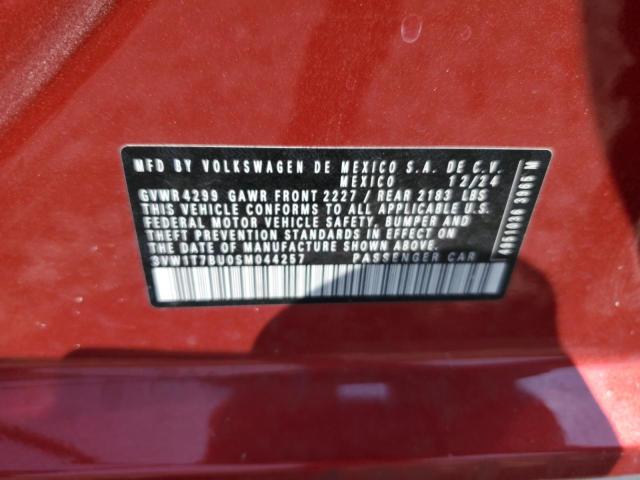 MFD BY VOLKSWAGEN DE MEXICO S.A. DE C.V.
MEXICO 12/24
GVWR4299 GAWR FRONT 2227 / REAR 2183 LBS
THIS VEHICLE CONFORMS TO ALL APPLICABLE U.S.
FEDERAL MOTOR VEHICLE SAFETY, BUMPER AND
THEFT PREVENTION STANDARDS IN EFFECT ON
THE DATE OF MANUFACTURE SHOWN ABOVE
3VW1T7BU0SM044257 PASSENGER CAR